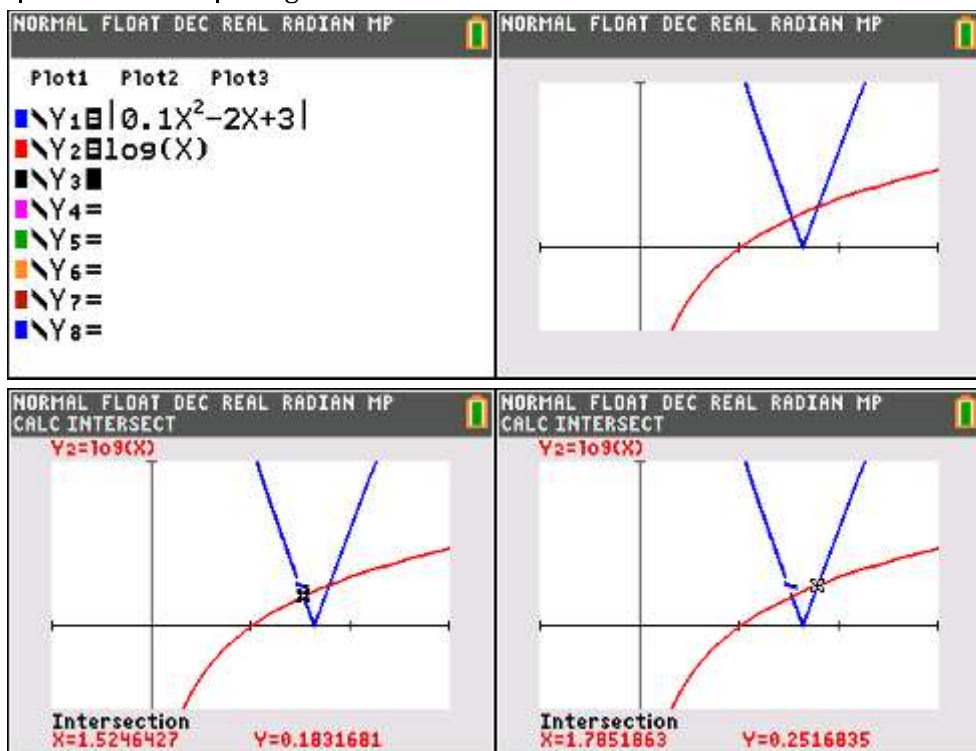 NORMAL FLOAT DEC REAL RADIAN MP
Plot1 Plot2 Plot3
\Y1=|0.1X²-2X+3|
\Y2=log(X)
\Y3=
\Y4=
\Y5=
\Y6=
\Y7=
\Y8=
NORMAL FLOAT DEC REAL RADIAN MP
NORMAL FLOAT DEC REAL RADIAN MP
CALC INTERSECT
Y2=log(X)
Intersection
X=1.5246427 Y=0.1831681
NORMAL FLOAT DEC REAL RADIAN MP
CALC INTERSECT
Y2=log(X)
Intersection
X=1.7851863 Y=0.2516835